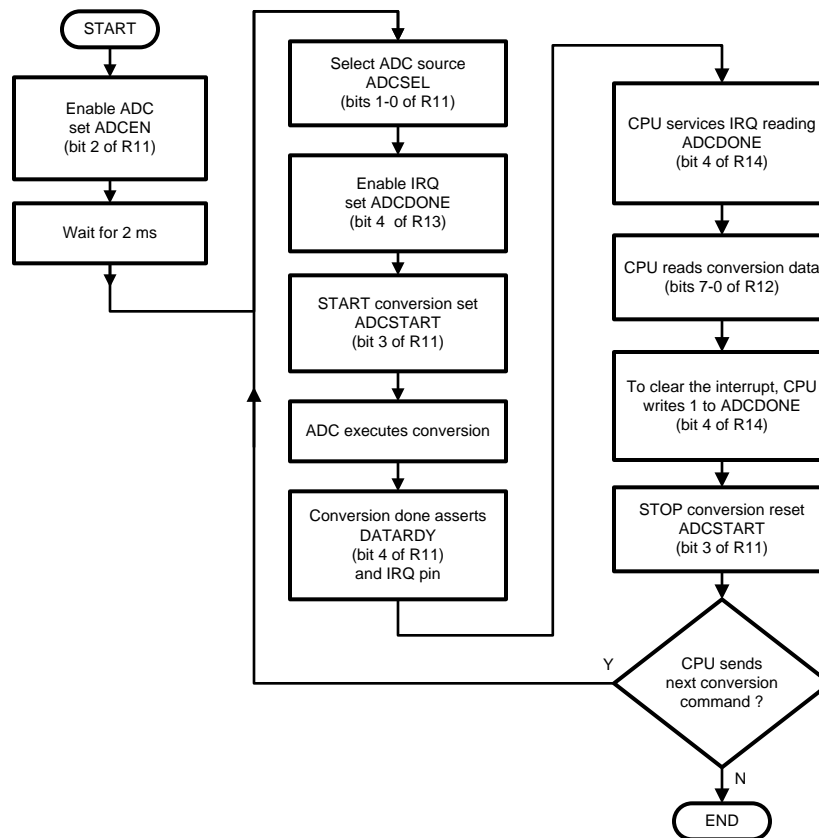 START
Enable ADC
set ADCEN
(bit 2 of R11)
Wait for 2 ms
Select ADC source
ADCSEL
(bits 1-0 of R11)
Enable IRQ
set ADCDONE
(bit 4 of R13)
START conversion set
ADCSTART
(bit 3 of R11)
ADC executes conversion
Conversion done asserts
DATARDY
(bit 4 of R11)
and IRQ pin
CPU services IRQ reading
ADCDONE
(bit 4 of R14)
CPU reads conversion data
(bits 7-0 of R12)
To clear the interrupt, CPU
writes 1 to ADCDONE
(bit 4 of R14)
STOP conversion reset
ADCSTART
(bit 3 of R11)
Y
CPU sends
next conversion
command ?
N
END